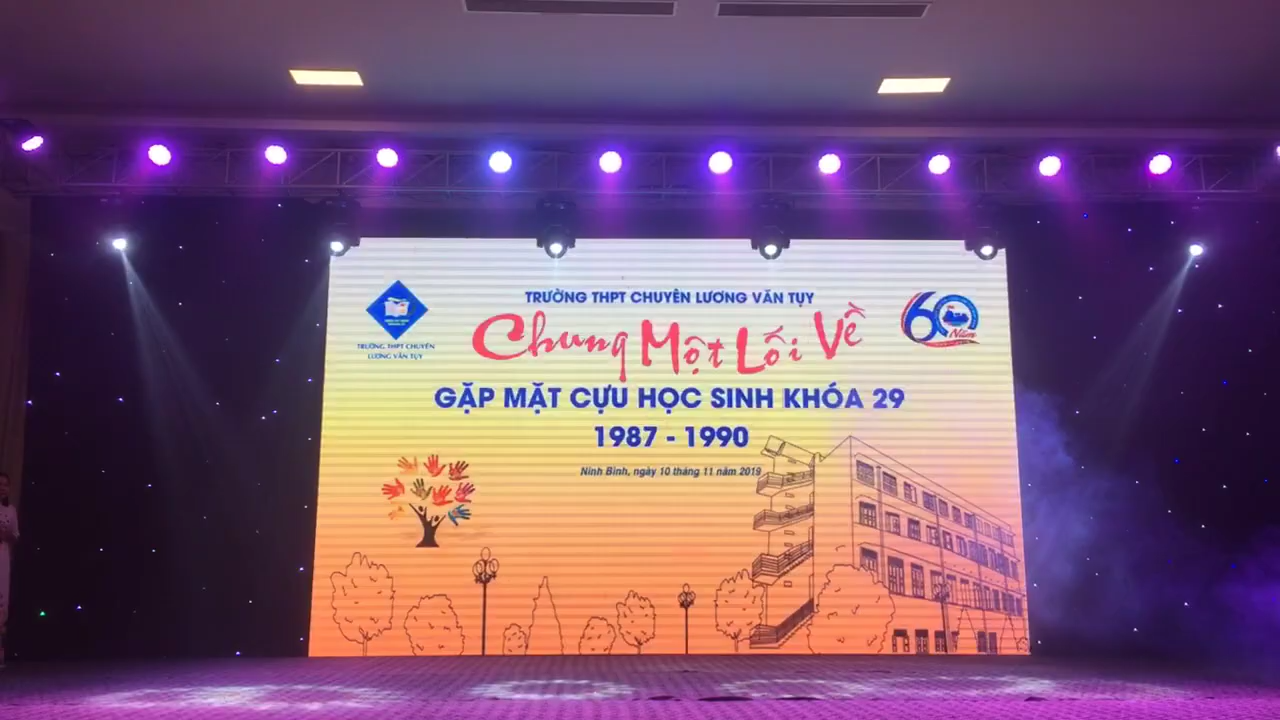 TRƯỜNG THPT CHUYÊN LƯƠNG VĂN TỤY
Chung Một Lối Về
GẶP MẶT CỰU HỌC SINH KHÓA 29
1987 - 1990
Ninh Bình, ngày 10 tháng 11 năm 2019
TRƯỜNG THPT CHUYÊN
LƯƠNG VĂN TỤY
60
Năm